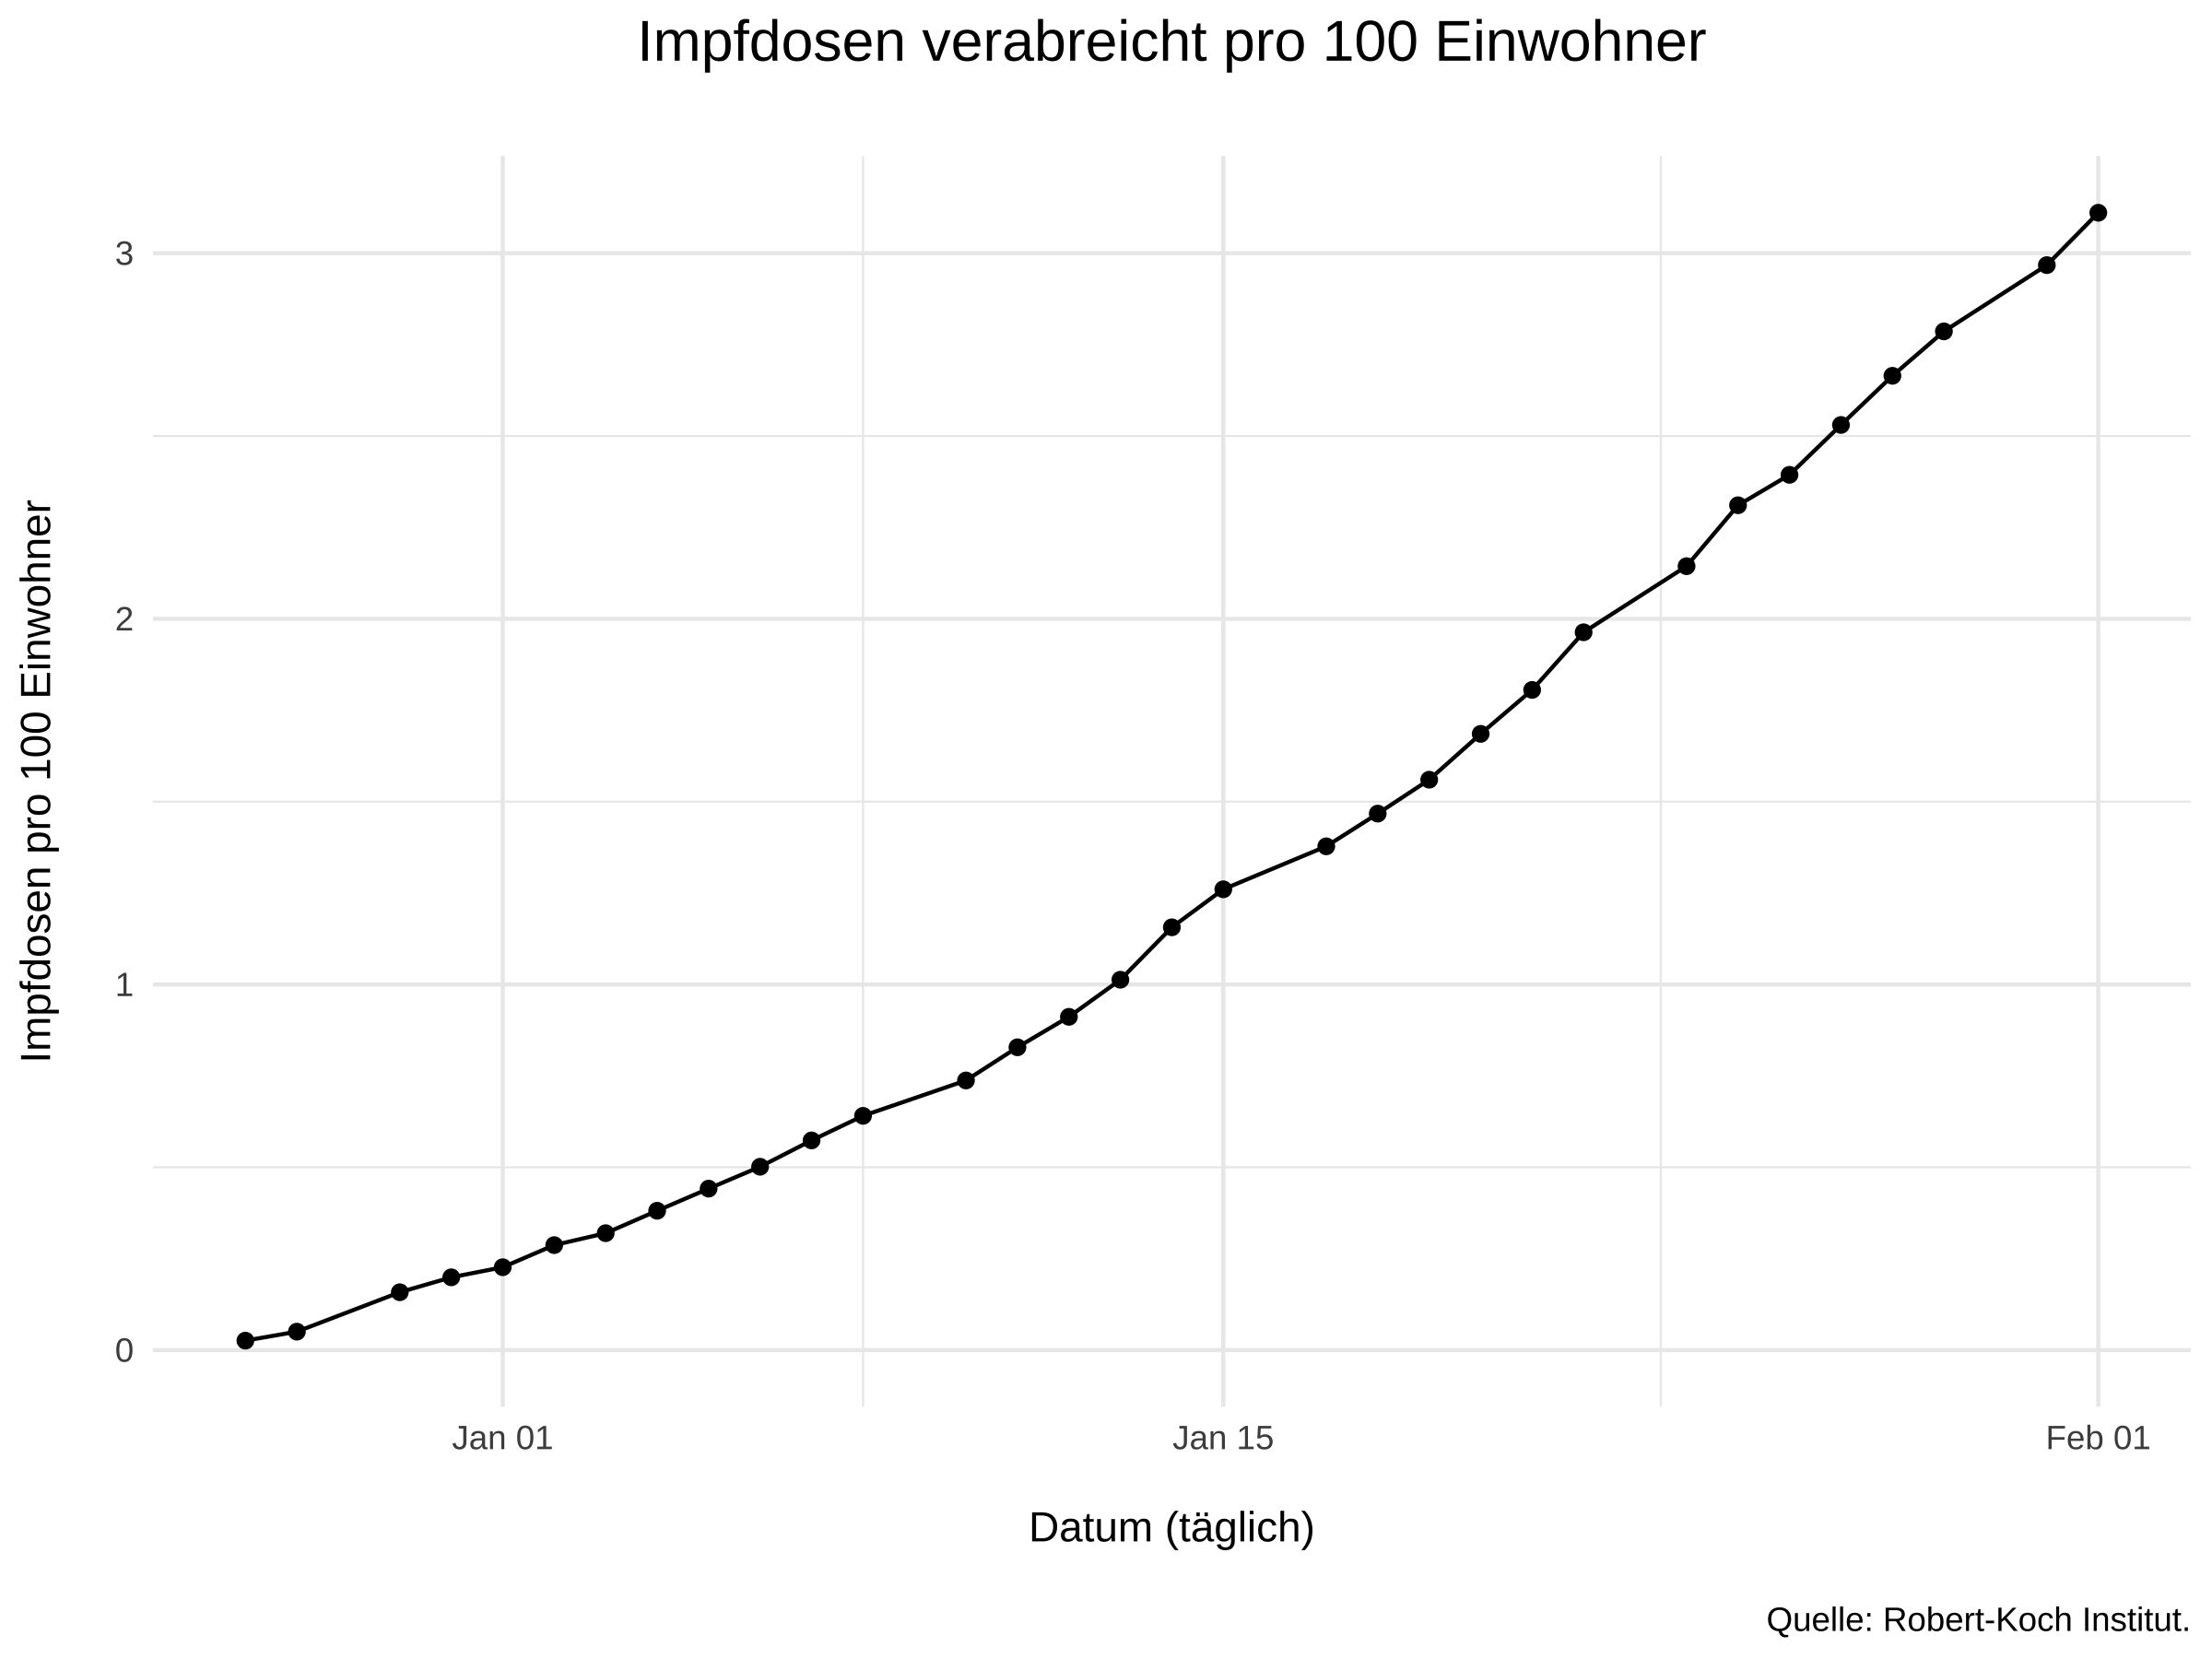 Impfdosen verabreicht pro 100 Einwohner
Impfdosen pro 100 Einwohner
3
2
1
0
Jan 01
Jan 15
Feb 01
Datum (täglich)
Quelle: Robert-Koch Institut.